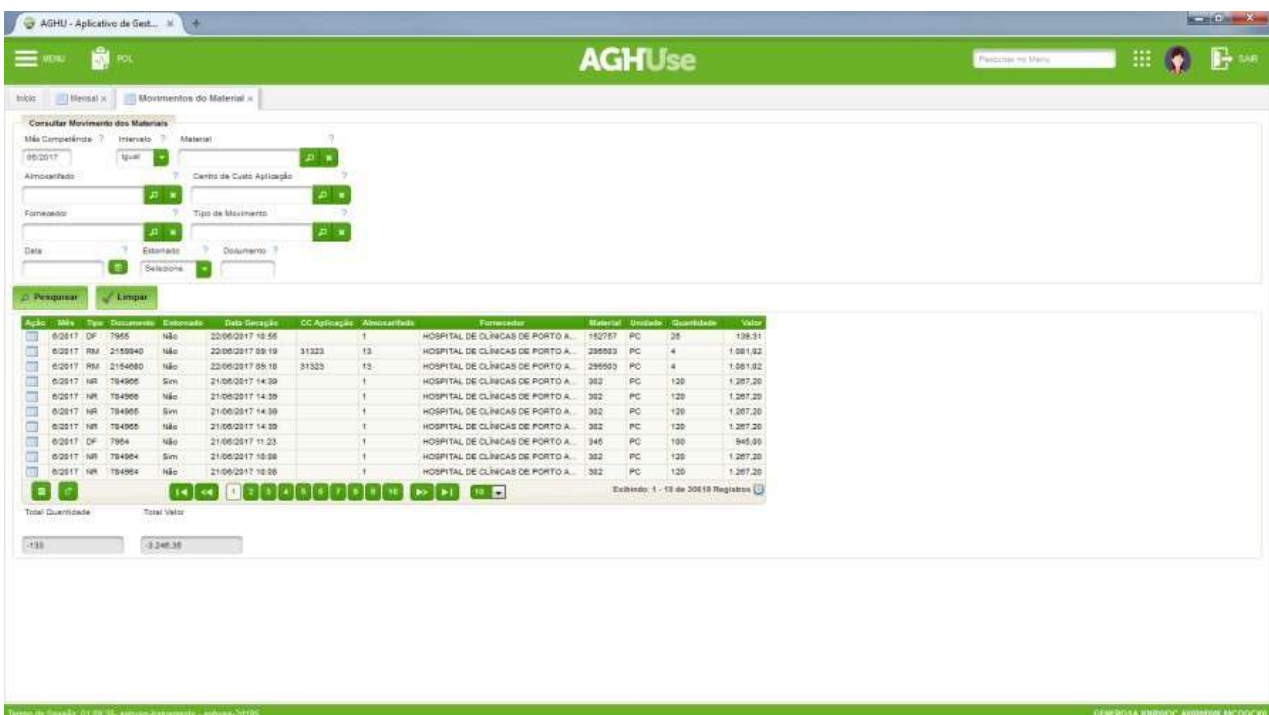 AGHU - Aplicativo de Gest... × +
MENU POL AGHUse Pesquisar no Menu SAIR
Início Mensal × Movimentos do Material ×
Consultar Movimento dos Materiais
Mês Competência ? Intervalo ? Material ?
06/2017 Igual
Almoxarifado ? Centro de Custo Aplicação ?
Fornecedor ? Tipo de Movimento ?
Data ? Estornado ? Documento ?
Selecione
Pesquisar Limpar
Ação Mês Tipo Documento Estornado Data Geração CC Aplicação Almoxarifado Fornecedor Material Unidade Quantidade Valor
6/2017 DF 7965 Não 22/06/2017 10:56 1 HOSPITAL DE CLÍNICAS DE PORTO A... 152757 PC 139,31
6/2017 RM 2159940 Não 22/06/2017 09:19 31323 13 HOSPITAL DE CLÍNICAS DE PORTO A... PC 4 1.081,02
6/2017 RM 2154680 Não 22/06/2017 09:18 31323 13 HOSPITAL DE CLÍNICAS DE PORTO A... PC 4 1.081,02
6/2017 NR 784966 Sim 21/06/2017 14:39 1 HOSPITAL DE CLÍNICAS DE PORTO A... 302 PC 120 1.267,20
6/2017 NR 784966 Não 21/06/2017 14:39 1 HOSPITAL DE CLÍNICAS DE PORTO A... 302 PC 120 1.267,20
6/2017 NR 784965 Sim 21/06/2017 14:39 1 HOSPITAL DE CLÍNICAS DE PORTO A... 302 PC 120 1.267,20
6/2017 NR 784965 Não 21/06/2017 14:39 1 HOSPITAL DE CLÍNICAS DE PORTO A... 302 PC 120 1.267,20
6/2017 DF 7964 Não 21/06/2017 11:23 1 HOSPITAL DE CLÍNICAS DE PORTO A... 346 PC 100 945,00
6/2017 NR 784964 Sim 21/06/2017 10:08 1 HOSPITAL DE CLÍNICAS DE PORTO A... 302 PC 120 1.267,20
6/2017 NR 784964 Não 21/06/2017 10:08 1 HOSPITAL DE CLÍNICAS DE PORTO A... 302 PC 120 1.267,20
1 2 3 4 5 6 7 8 9 10 10 Exibindo: 1 - 10 de 30618 Registros
Total Quantidade Total Valor
-133 -3.246,35
Tempo de Sessão